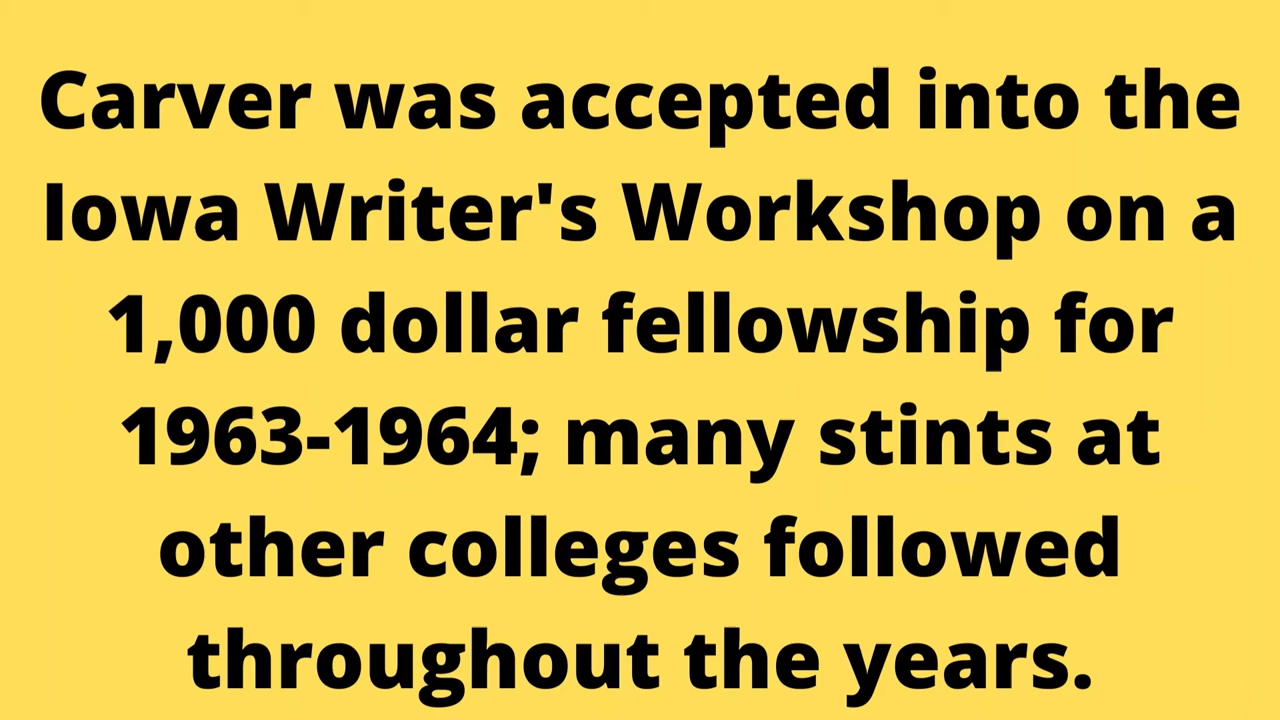 Carver was accepted into the
Iowa Writer's Workshop on a
1,000 dollar fellowship for
1963-1964; many stints at
other colleges followed
throughout the years.